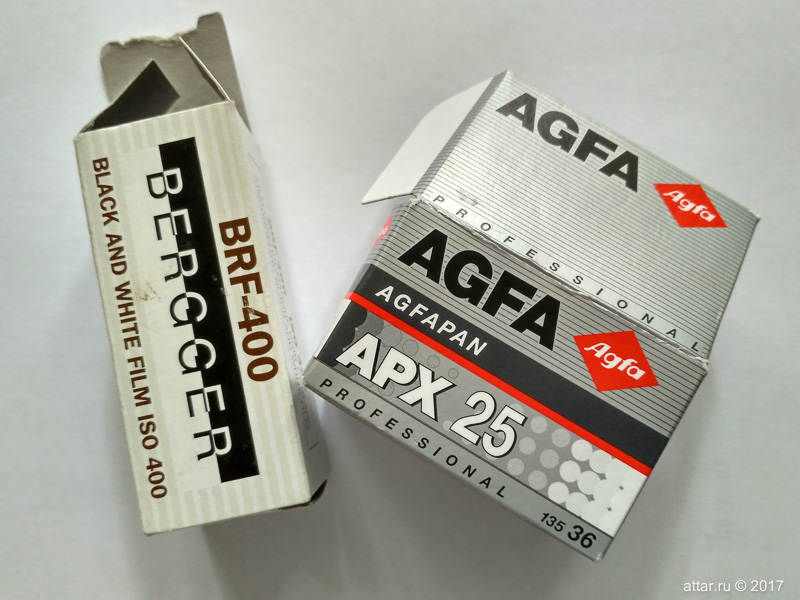 BERGGER
BRF-400
BLACK AND WHITE FILM ISO 400
AGFA
Agfa
PROFESSIONAL
AGFA
Agfa
AGFAPAN
APX 25
PROFESSIONAL
135 36
attar.ru © 2017